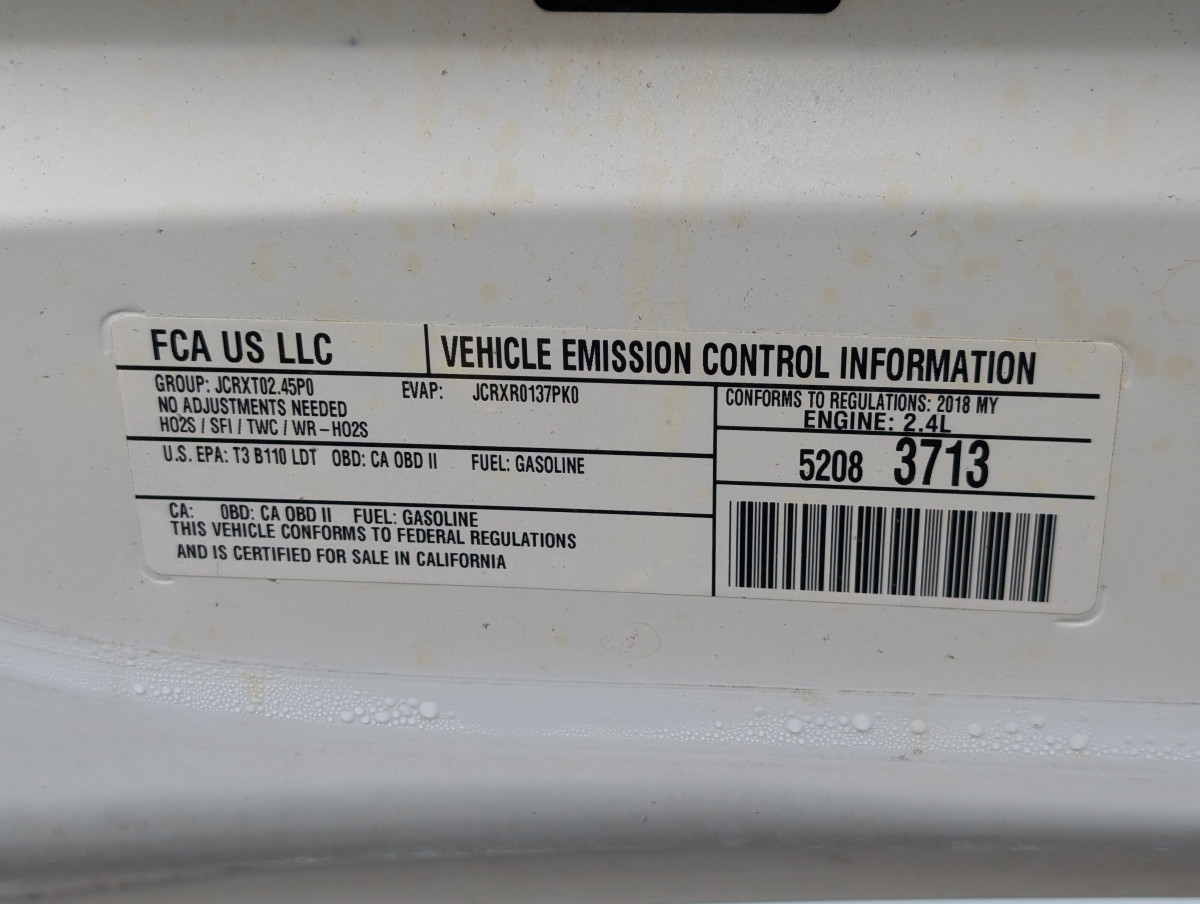 FCA US LLC
VEHICLE EMISSION CONTROL INFORMATION
GROUP: JCRXT02.45P0 EVAP: JCRXR0137PK0
NO ADJUSTMENTS NEEDED
HO2S / SFI / TWC / WR-HO2S
CONFORMS TO REGULATIONS: 2018 MY
ENGINE: 2.4L
U.S. EPA: T3 B110 LDT OBD: CA OBD II FUEL: GASOLINE
5208 3713
CA: OBD: CA OBD II FUEL: GASOLINE
THIS VEHICLE CONFORMS TO FEDERAL REGULATIONS
AND IS CERTIFIED FOR SALE IN CALIFORNIA